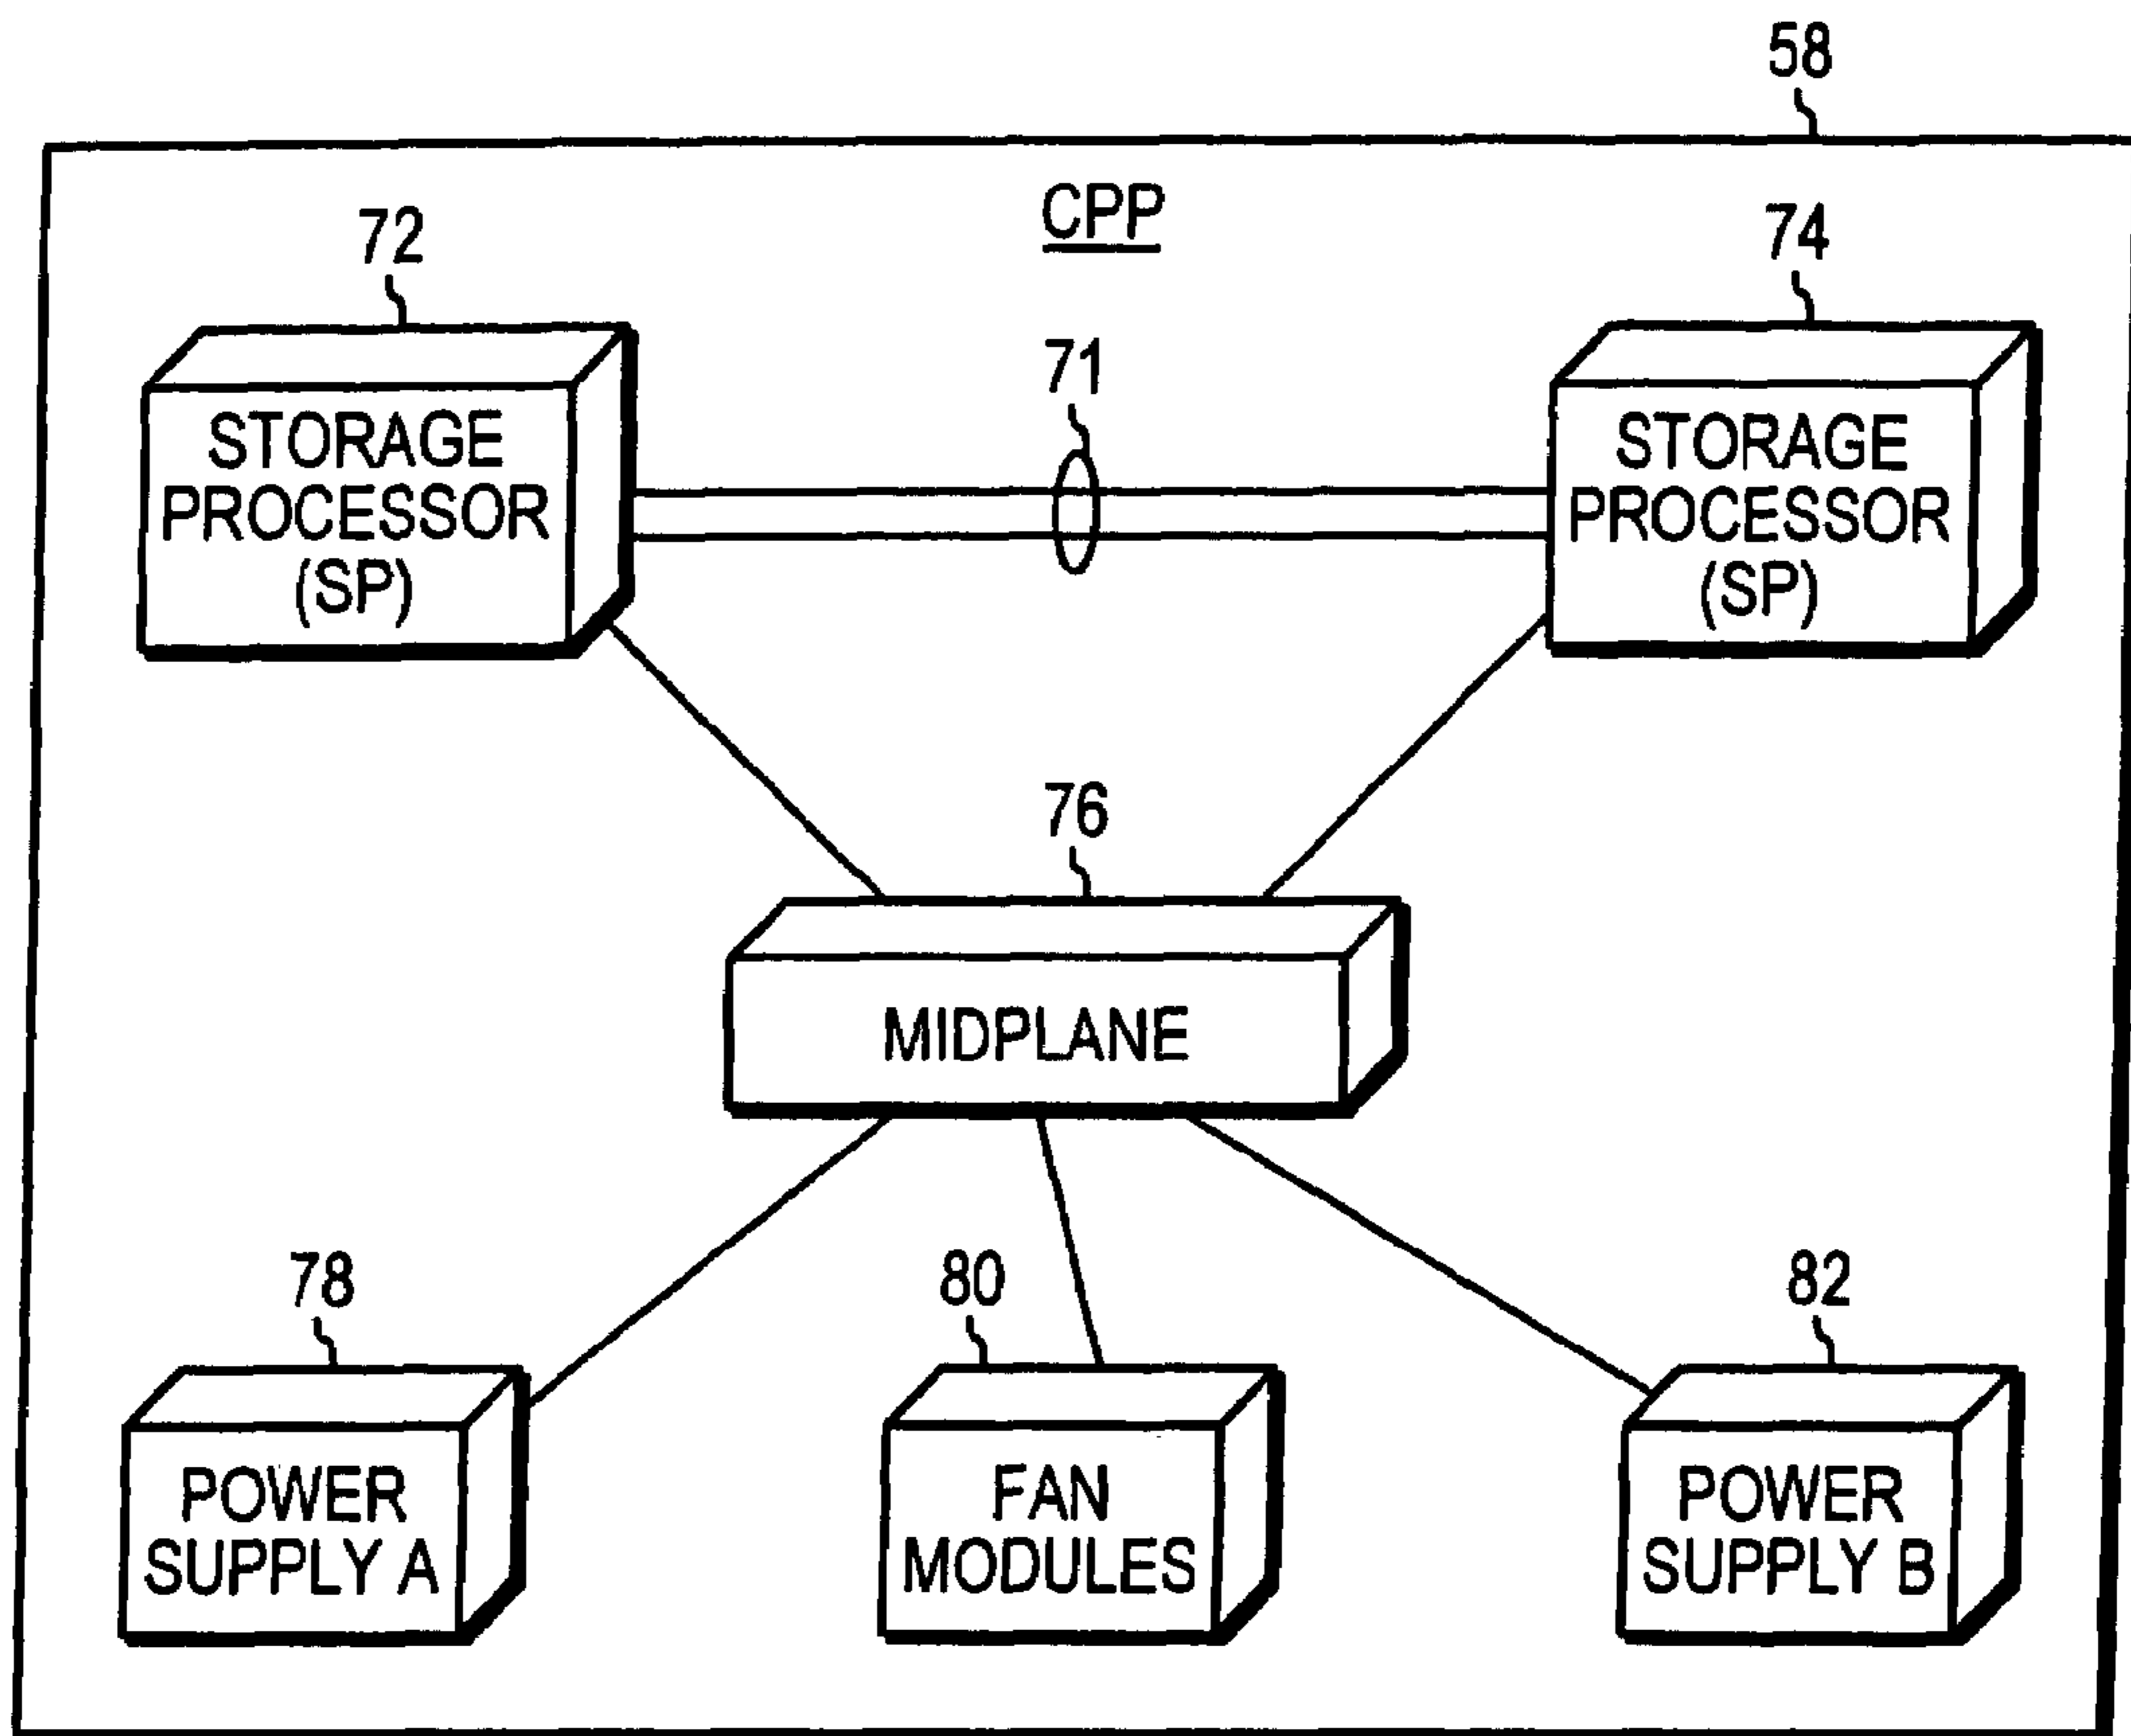 58
CPP
72
74
71
STORAGE
PROCESSOR
(SP)
STORAGE
PROCESSOR
(SP)
76
MIDPLANE
78
80
82
POWER
SUPPLY A
FAN
MODULES
POWER
SUPPLY B